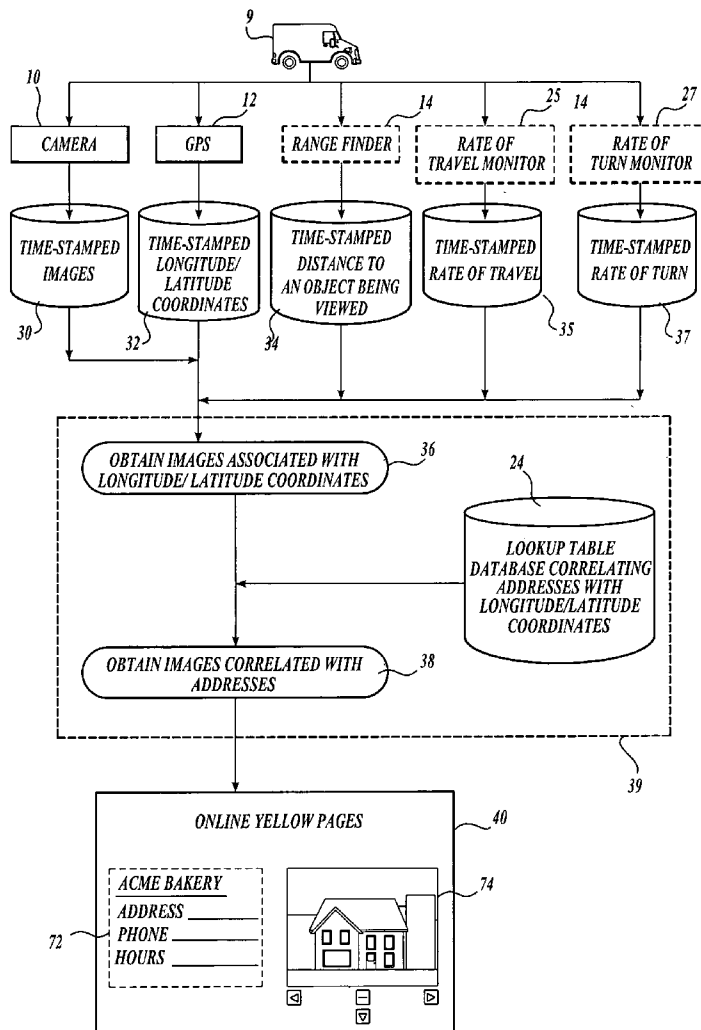 9
10
12
14
25
14
27
CAMERA
GPS
RANGE FINDER
RATE OF
TRAVEL MONITOR
RATE OF
TURN MONITOR
TIME-STAMPED
IMAGES
TIME-STAMPED
LONGITUDE/
LATITUDE
COORDINATES
TIME-STAMPED
DISTANCE TO
AN OBJECT BEING
VIEWED
TIME-STAMPED
RATE OF TRAVEL
TIME-STAMPED
RATE OF TURN
30
32
34
35
37
OBTAIN IMAGES ASSOCIATED WITH
LONGITUDE/ LATITUDE COORDINATES
36
24
LOOKUP TABLE
DATABASE CORRELATING
ADDRESSES WITH
LONGITUDE/LATITUDE
COORDINATES
OBTAIN IMAGES CORRELATED WITH
ADDRESSES
38
39
ONLINE YELLOW PAGES
40
ACME BAKERY
ADDRESS
PHONE
HOURS
72
74